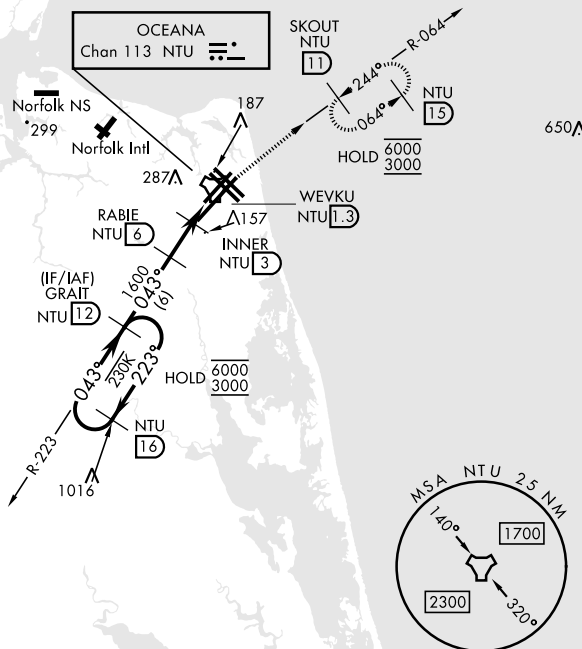 OCEANA
Chan 113 NTU
SKOUT
NTU
11
R-064
244°
064°
NTU
15
HOLD 6000
3000
650
Norfolk NS
299
Norfolk Intl
187
287
WEVKU
NTU 1.3
157
RABIE
NTU 6
INNER
NTU 3
(IF/IAF)
GRAIT
NTU 12
1600
043°
(6)
043°
230K
223°
HOLD 6000
3000
NTU
16
R-223
1016
MSA NTU 25 NM
140°
1700
2300
320°